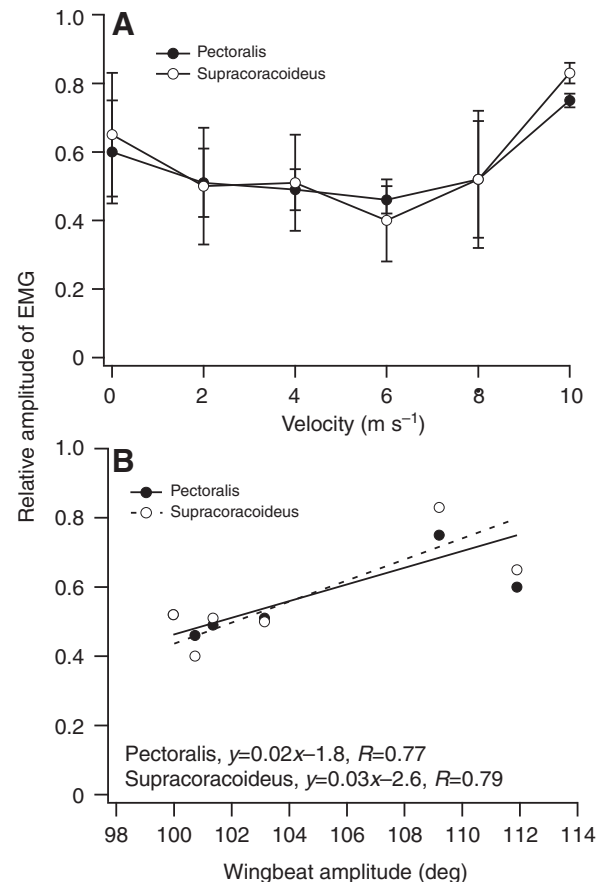 A
Pectoralis
Supracoracoideus
1.0
0.8
0.6
0.4
0.2
0
0 2 4 6 8 10
Velocity (m s⁻¹)
Relative amplitude of EMG
B
Pectoralis
Supracoracoideus
1.0
0.8
0.6
0.4
0.2
0
Pectoralis, y=0.02x–1.8, R=0.77
Supracoracoideus, y=0.03x–2.6, R=0.79
98 100 102 104 106 108 110 112 114
Wingbeat amplitude (deg)